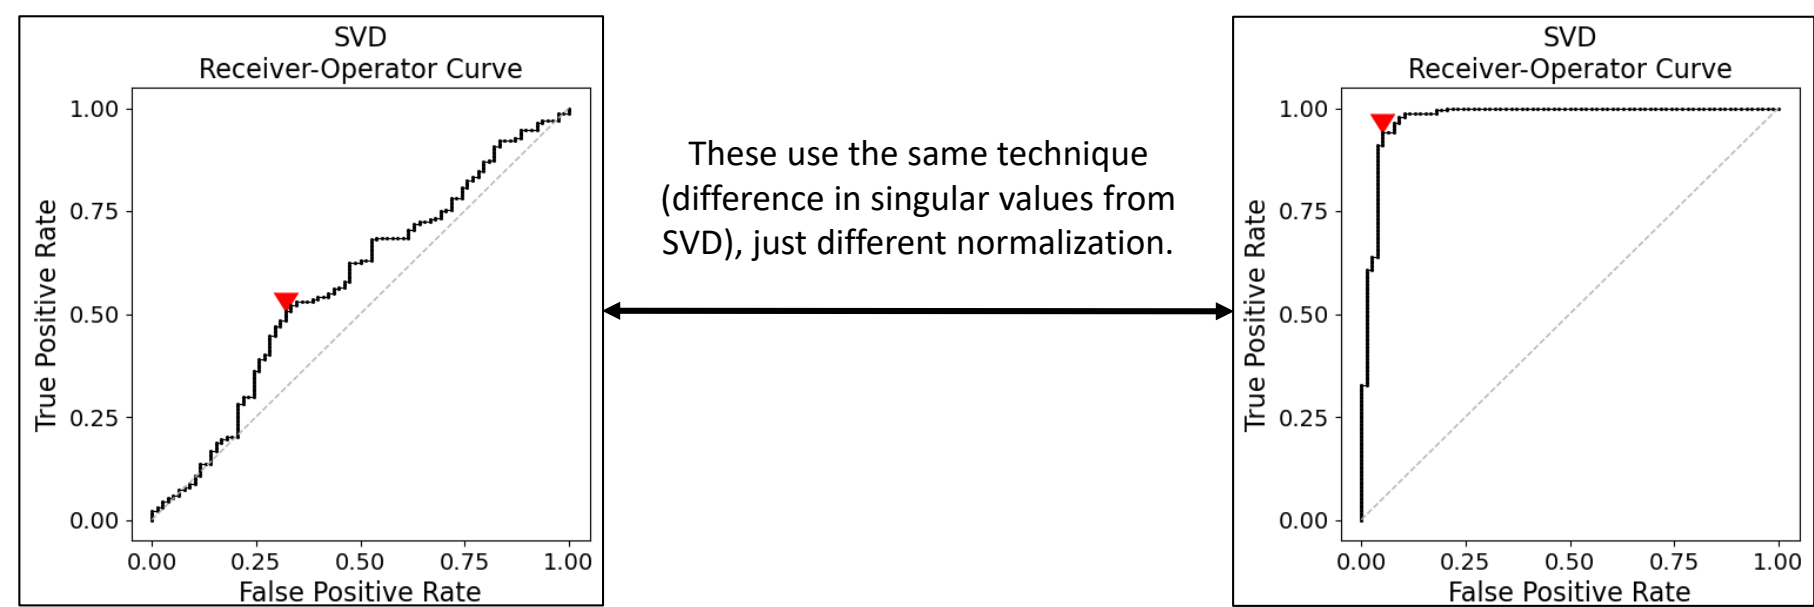 SVD
Receiver-Operator Curve
1.00
0.75
0.50
0.25
0.00
True Positive Rate
0.00 0.25 0.50 0.75 1.00
False Positive Rate
These use the same technique
(difference in singular values from
SVD), just different normalization.
SVD
Receiver-Operator Curve
1.00
0.75
0.50
0.25
0.00
True Positive Rate
0.00 0.25 0.50 0.75 1.00
False Positive Rate